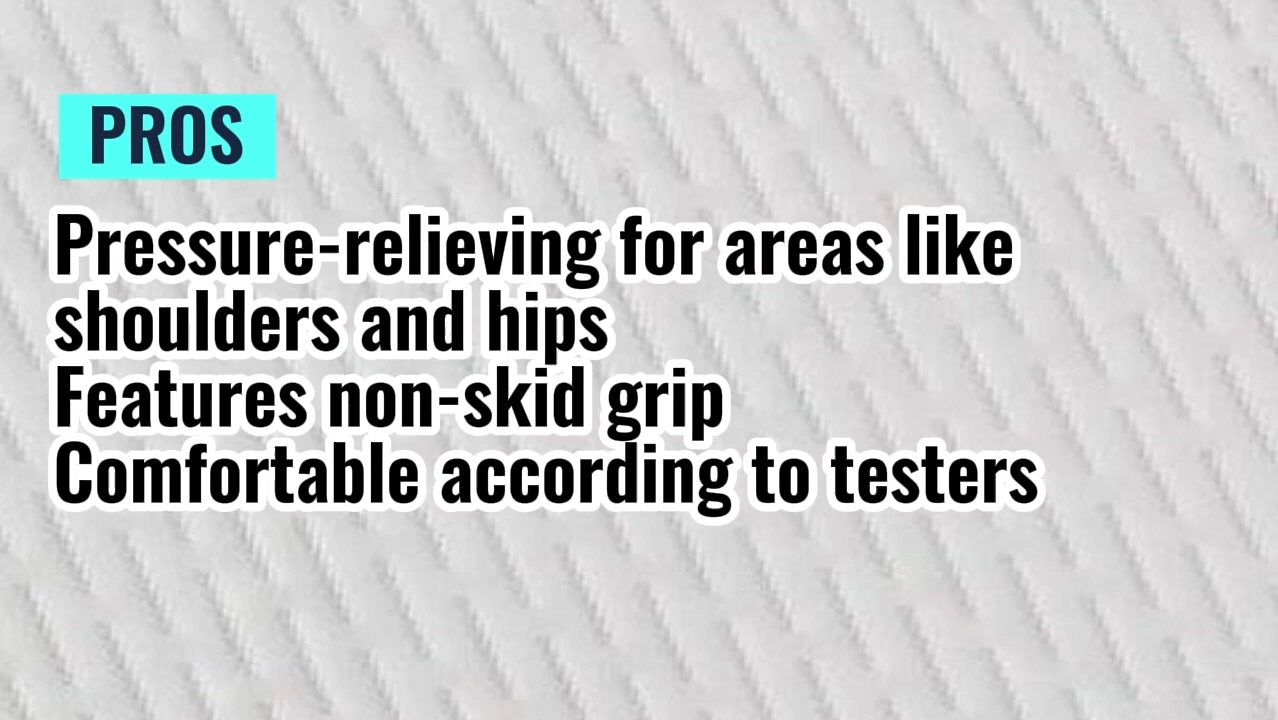 PROS
Pressure-relieving for areas like
shoulders and hips
Features non-skid grip
Comfortable according to testers